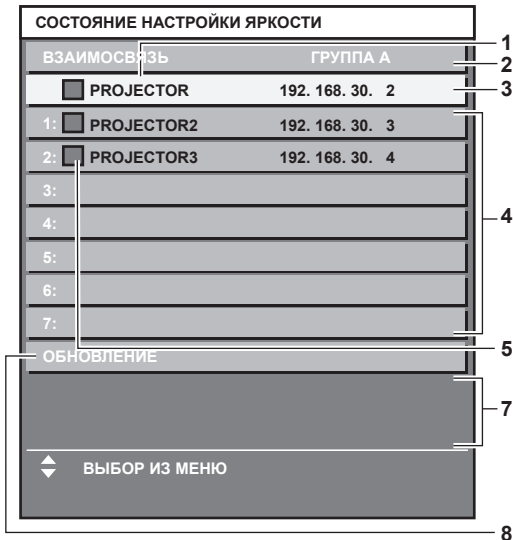 СОСТОЯНИЕ НАСТРОЙКИ ЯРКОСТИ
ВЗАИМОСВЯЗЬ ГРУППА A 1
2
PROJECTOR 192. 168. 30. 2 3
1: PROJECTOR2 192. 168. 30. 3
2: PROJECTOR3 192. 168. 30. 4
3:
4: 4
5:
6:
7:
ОБНОВЛЕНИЕ 5
7
ВЫБОР ИЗ МЕНЮ
8